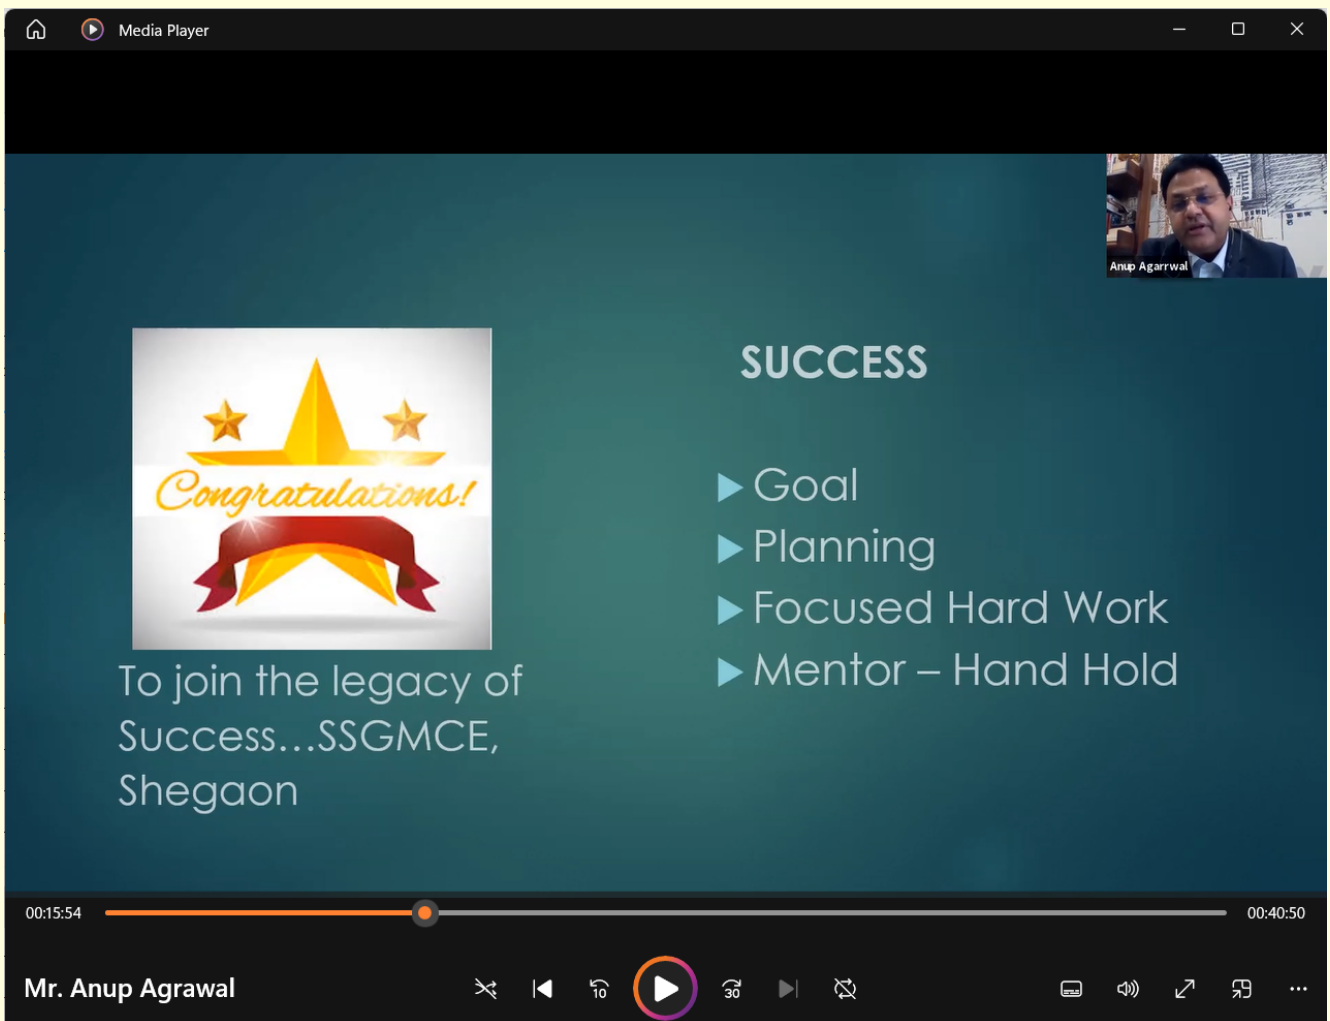 Media Player
Anup Agarrwal
Congratulations!
To join the legacy of
Success...SSGMCE,
Shegaon
SUCCESS
Goal
Planning
Focused Hard Work
Mentor – Hand Hold
00:15:54
00:40:50
Mr. Anup Agrawal
10
30